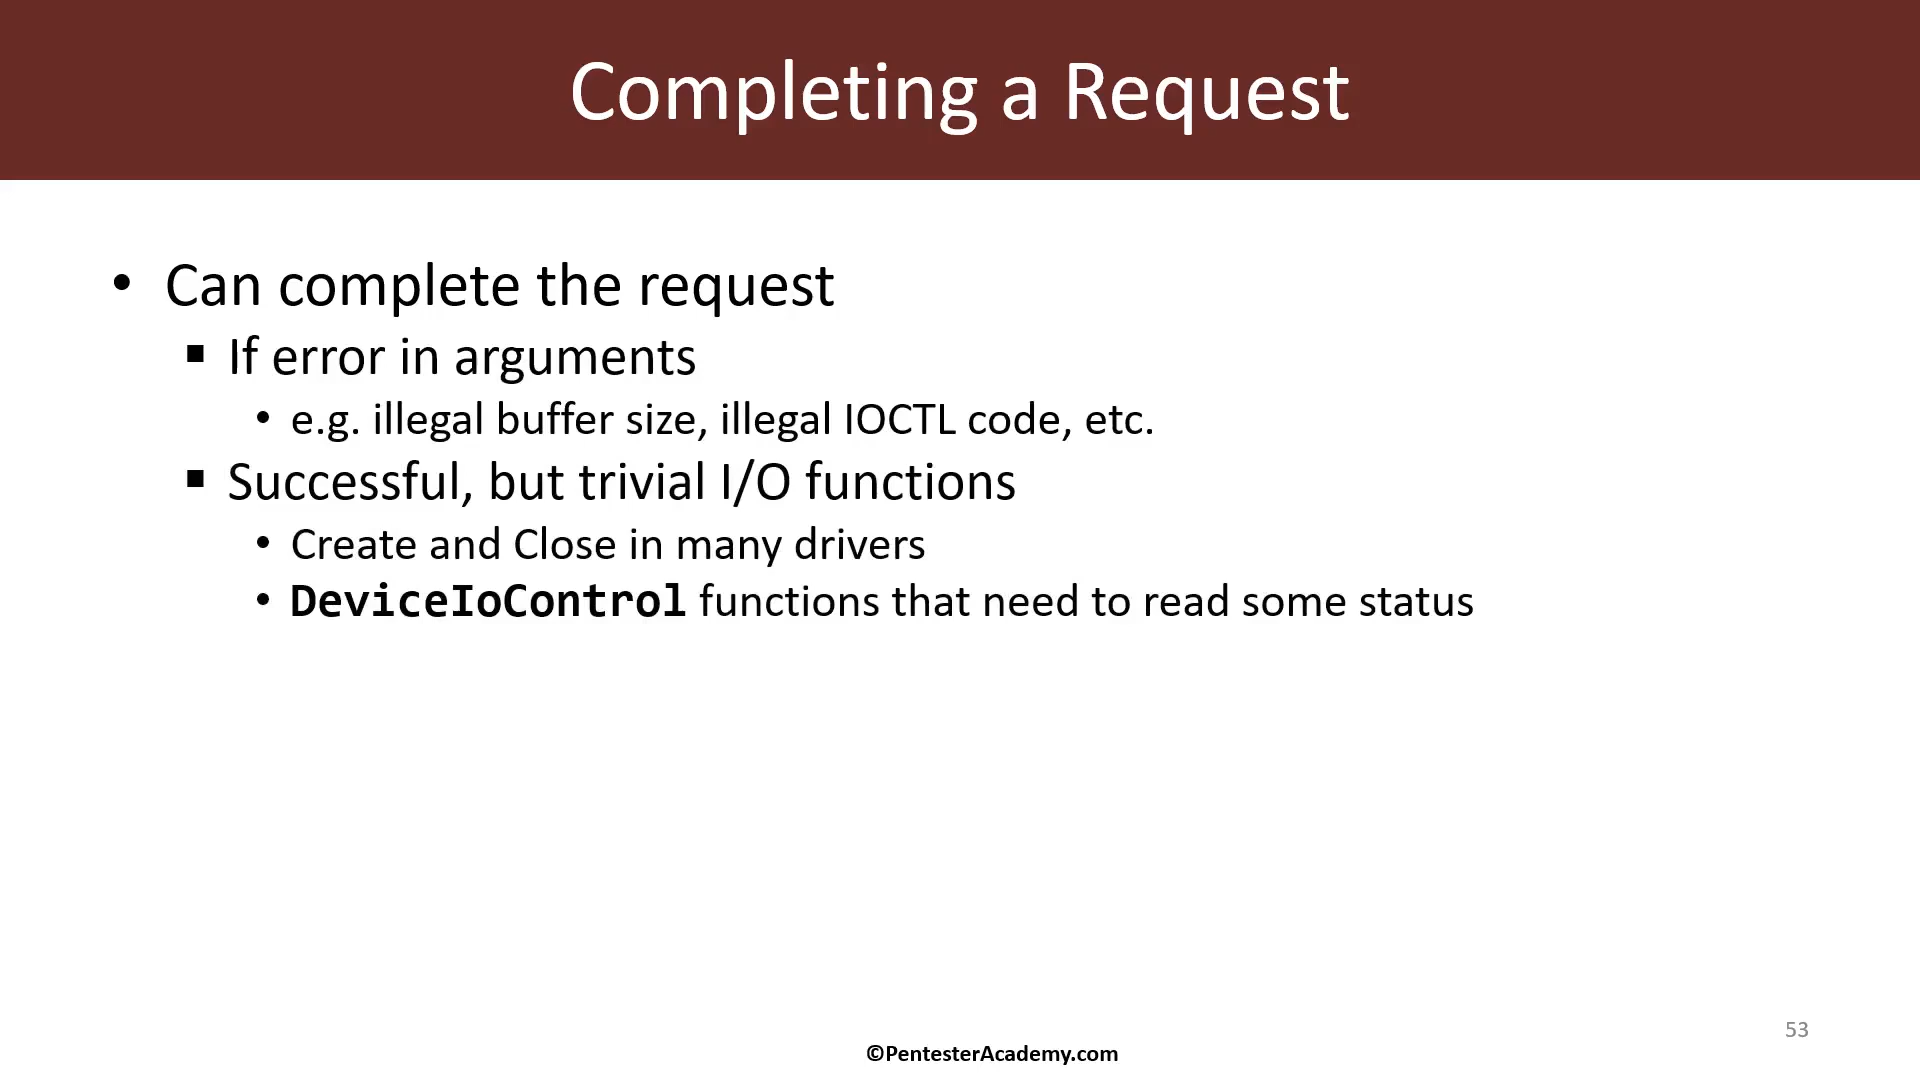 Completing a Request
• Can complete the request
▪ If error in arguments
• e.g. illegal buffer size, illegal IOCTL code, etc.
▪ Successful, but trivial I/O functions
• Create and Close in many drivers
• DeviceIoControl functions that need to read some status
53
©PentesterAcademy.com